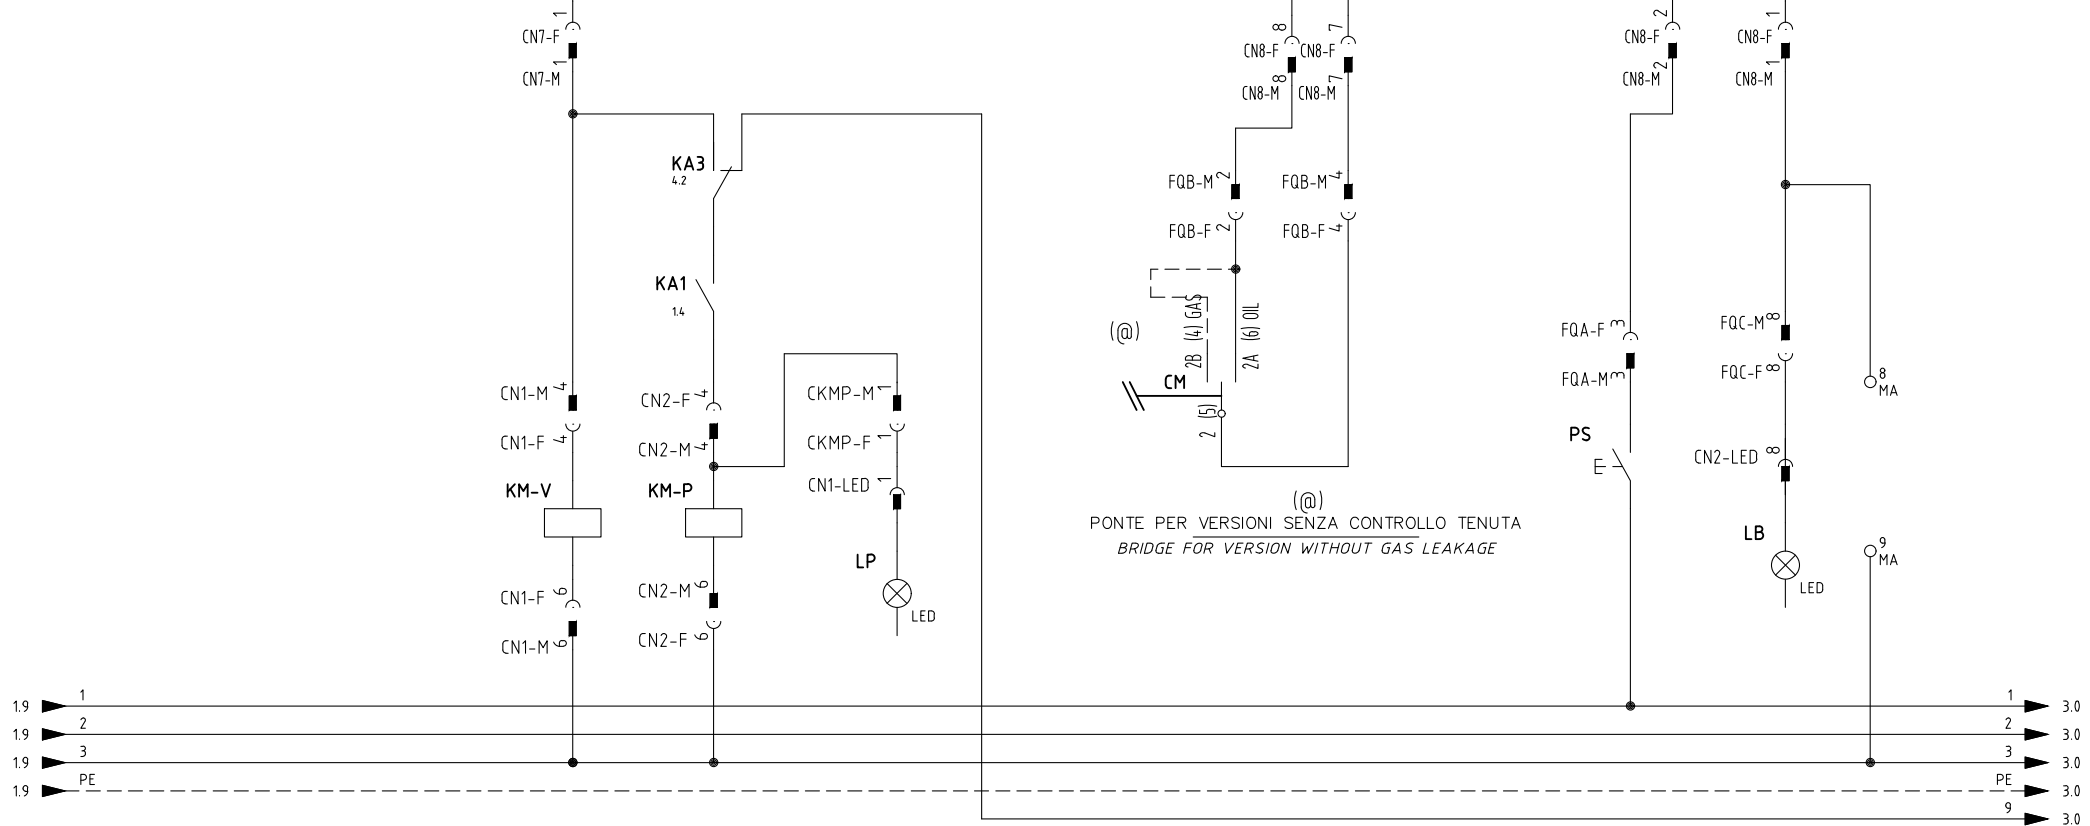 1
CN7-F
1
CN7-M
8
7
CN8-F
CN8-F
8
7
CN8-M
CN8-M
2
1
CN8-F
CN8-F
2
1
CN8-M
CN8-M
KA3
4.2
KA1
1.4
FQB-M 2
FQB-M 4
FQB-F 2
FQB-F 4
2B (4) GAS
2A (6) OIL
(@)
CM
2 (5)
FQA-F 3
FQA-M 3
FQC-M 8
FQC-F 8
8
MA
CN1-M 4
CN2-F 4
CKMP-M 1
CN1-F 4
CN2-M 4
CKMP-F 1
CN1-LED 1
PS
E
CN2-LED 8
KM-V
KM-P
(@)
PONTE PER VERSIONI SENZA CONTROLLO TENUTA
BRIDGE FOR VERSION WITHOUT GAS LEAKAGE
LB
LED
9
MA
LP
LED
CN1-F 6
CN2-M 6
CN1-M 6
CN2-F 6
1.9 1 1 3.0
1.9 2 2 3.0
1.9 3 3 3.0
1.9 PE PE 3.0
9 3.0